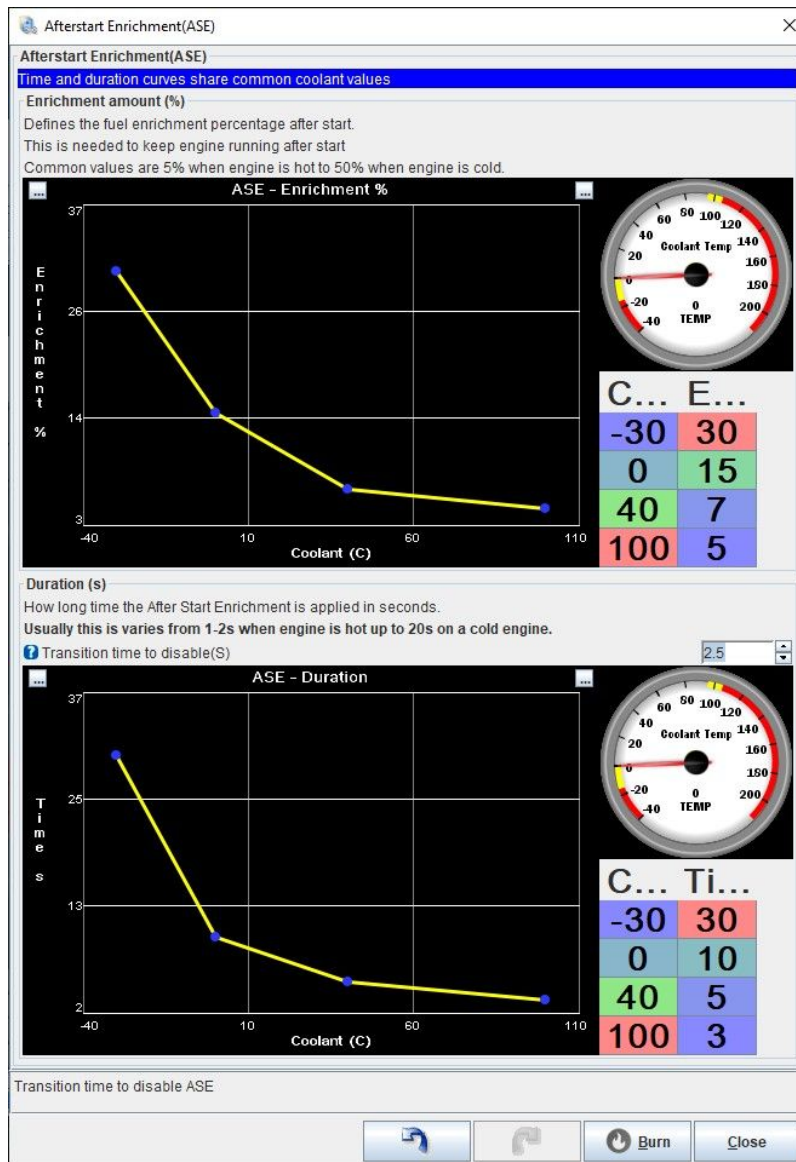 Afterstart Enrichment(ASE)
Afterstart Enrichment(ASE)
Time and duration curves share common coolant values
Enrichment amount (%)
Defines the fuel enrichment percentage after start.
This is needed to keep engine running after start
Common values are 5% when engine is hot to 50% when engine is cold.
...
ASE - Enrichment %
...
37
26
14
3
Enrichment %
-40
10
60
110
Coolant (C)
-40
-20
0
20
40
60
80
100
120
140
160
180
200
Coolant Temp
0
TEMP
C... E...
-30 30
0 15
40 7
100 5
Duration (s)
How long time the After Start Enrichment is applied in seconds.
Usually this is varies from 1-2s when engine is hot up to 20s on a cold engine.
? Transition time to disable(S) 2.5
...
ASE - Duration
...
37
25
13
2
Time s
-40
10
60
110
Coolant (C)
-40
-20
0
20
40
60
80
100
120
140
160
180
200
Coolant Temp
0
TEMP
C... Ti...
-30 30
0 10
40 5
100 3
Transition time to disable ASE
Burn
Close